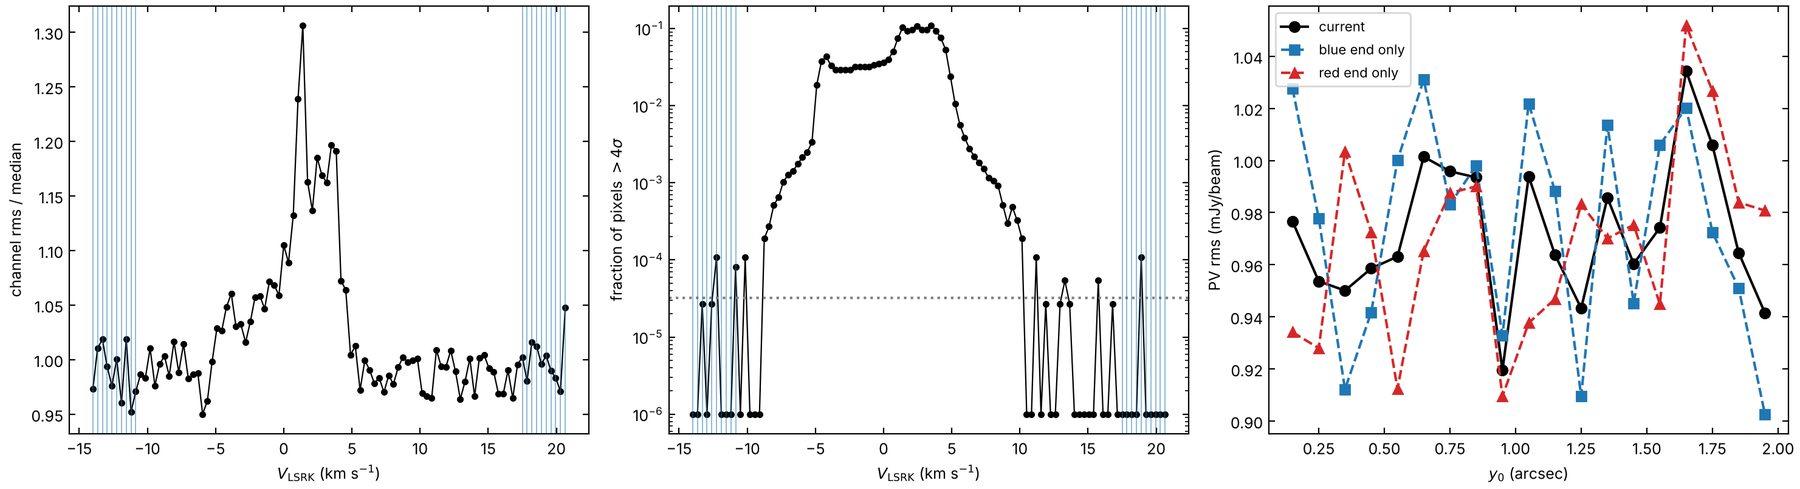 channel rms / median
1.30
1.25
1.20
1.15
1.10
1.05
1.00
0.95
−15 −10 −5 0 5 10 15 20
V_LSRK (km s⁻¹)
fraction of pixels > 4σ
10⁻¹
10⁻²
10⁻³
10⁻⁴
10⁻⁵
10⁻⁶
−15 −10 −5 0 5 10 15 20
V_LSRK (km s⁻¹)
current
blue end only
red end only
PV rms (mJy/beam)
1.04
1.02
1.00
0.98
0.96
0.94
0.92
0.90
0.25 0.50 0.75 1.00 1.25 1.50 1.75 2.00
y₀ (arcsec)